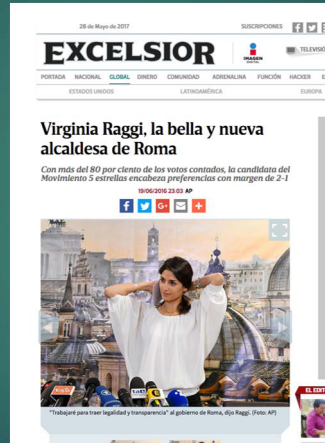 28 de Mayo de 2017
SUSCRIPCIONES
EXCELSIOR
IMAGEN
DIGITAL
TELEVISIÓ
PORTADA NACIONAL GLOBAL DINERO COMUNIDAD ADRENALINA FUNCIÓN HACKER
ESTADOS UNIDOS LATINOAMÉRICA EUROPA
Virginia Raggi, la bella y nueva
alcaldesa de Roma
Con más del 80 por ciento de los votos contados, la candidata del
Movimiento 5 estrellas encabeza preferencias con margen de 2-1
19/06/2016 23:03 AP
"Trabajaré para traer legalidad y transparencia" al gobierno de Roma, dijo Raggi. (Foto: AP)
EL EDIT